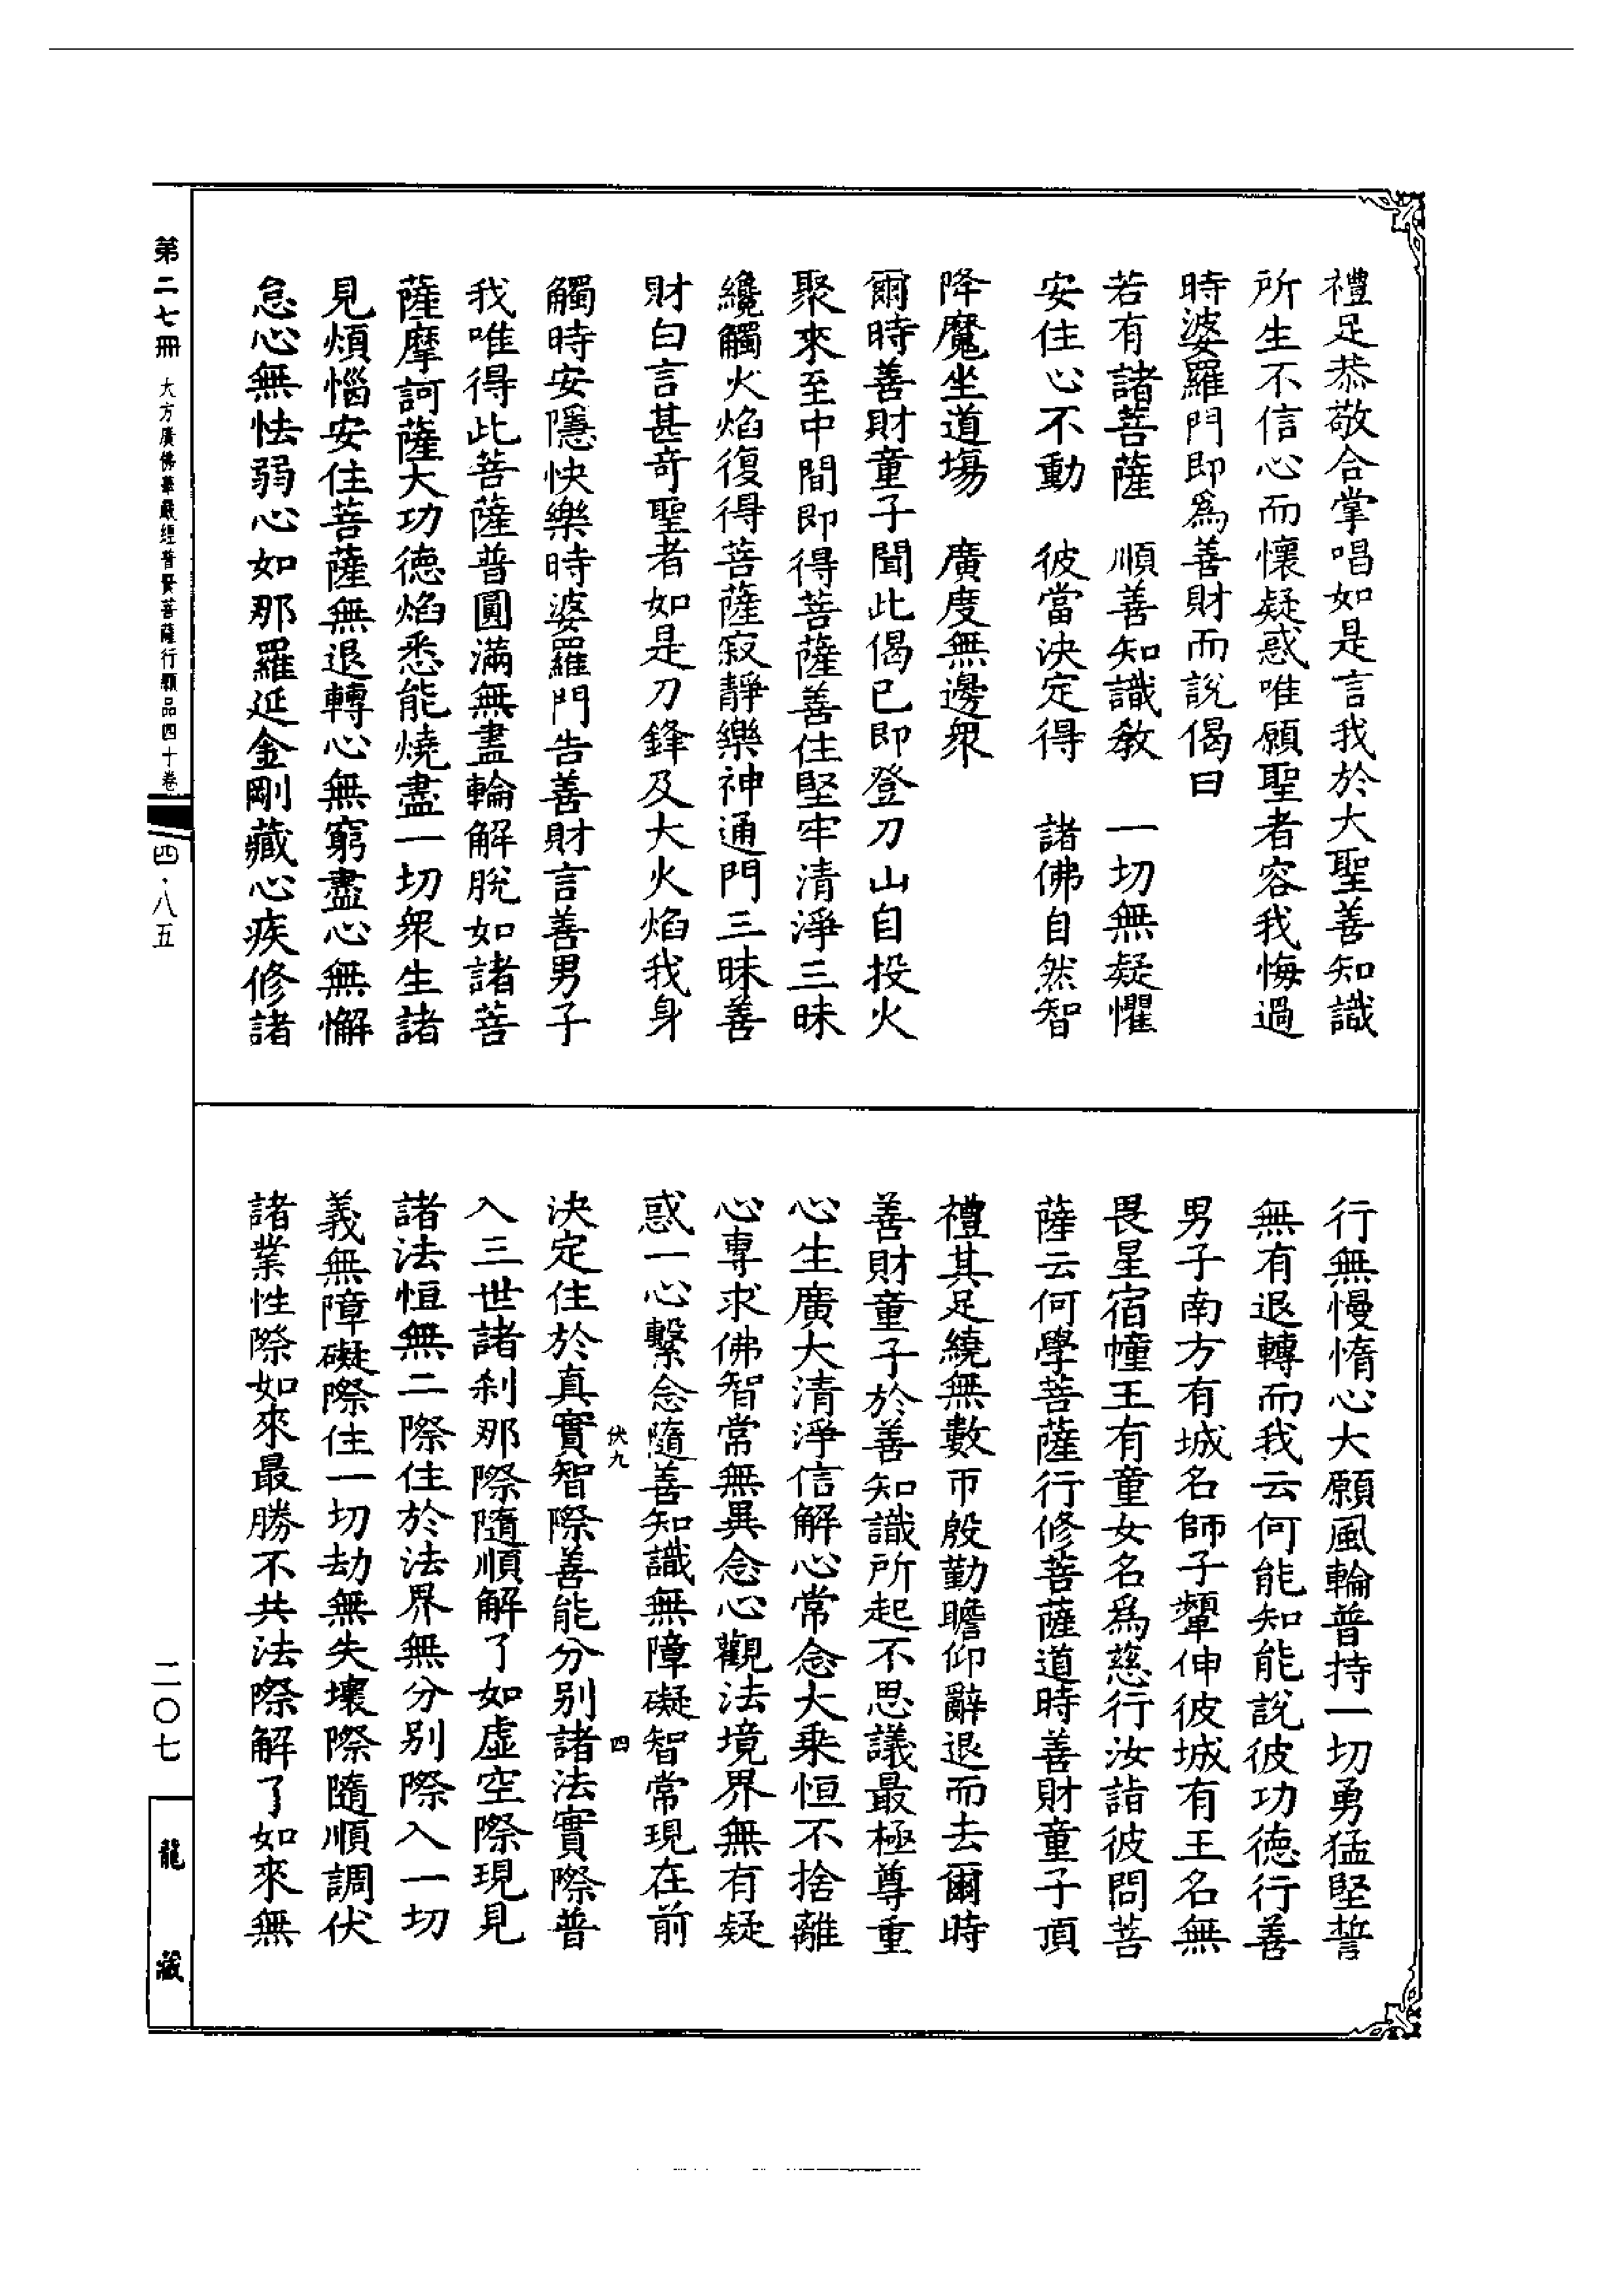 禮足恭敬合掌唱如是言我於大聖善知識
所生不信心而懷疑惑唯願聖者容我悔過
時婆羅門即爲善財而說偈曰
若有諸菩薩　順善知識教　一切無疑懼
安住心不動　彼當決定得　諸佛自然智
降魔坐道場　廣度無邊衆
爾時善財童子聞此偈已即登刀山自投火
聚來至中間即得菩薩善住堅牢清淨三昧
纔觸火焰復得菩薩寂靜樂神通門三昧善
財白言甚奇聖者如是刀鋒及大火焰我身
觸時安隱快樂時婆羅門告善財言善男子
我唯得此菩薩普圓滿無盡輪解脫如諸菩
薩摩訶薩大功德焰悉能燒盡一切衆生諸
見煩惱安住菩薩無退轉心無窮盡心無懈
怠心無怯弱心如那羅延金剛藏心疾修諸
行無慢惰心大願風輪普持一切勇猛堅誓
無有退轉而我云何能知能說彼功德行善
男子南方有城名師子顰伸彼城有王名無
畏星宿幢王有童女名爲慈行汝詣彼問菩
薩云何學菩薩行修菩薩道時善財童子頂
禮其足繞無數帀殷勤瞻仰辭退而去爾時
善財童子於善知識所起不思議最極尊重
心生廣大清淨信解心常念大乘恒不捨離
心專求佛智常無異念心觀法境界無有疑
惑一心繫念隨善知識無障礙智常現在前
伏九　四
決定住於真實智際善能分別諸法實際普
入三世諸剎那際隨順解了如虛空際現見
諸法恒無二際住於法界無分別際入一切
義無障礙際住一切劫無失壞際隨順調伏
諸業性際如來最勝不共法際解了如來無
第二七冊　大方廣佛華嚴經普賢菩薩行願品四十卷　四·八五
二〇七
龍藏